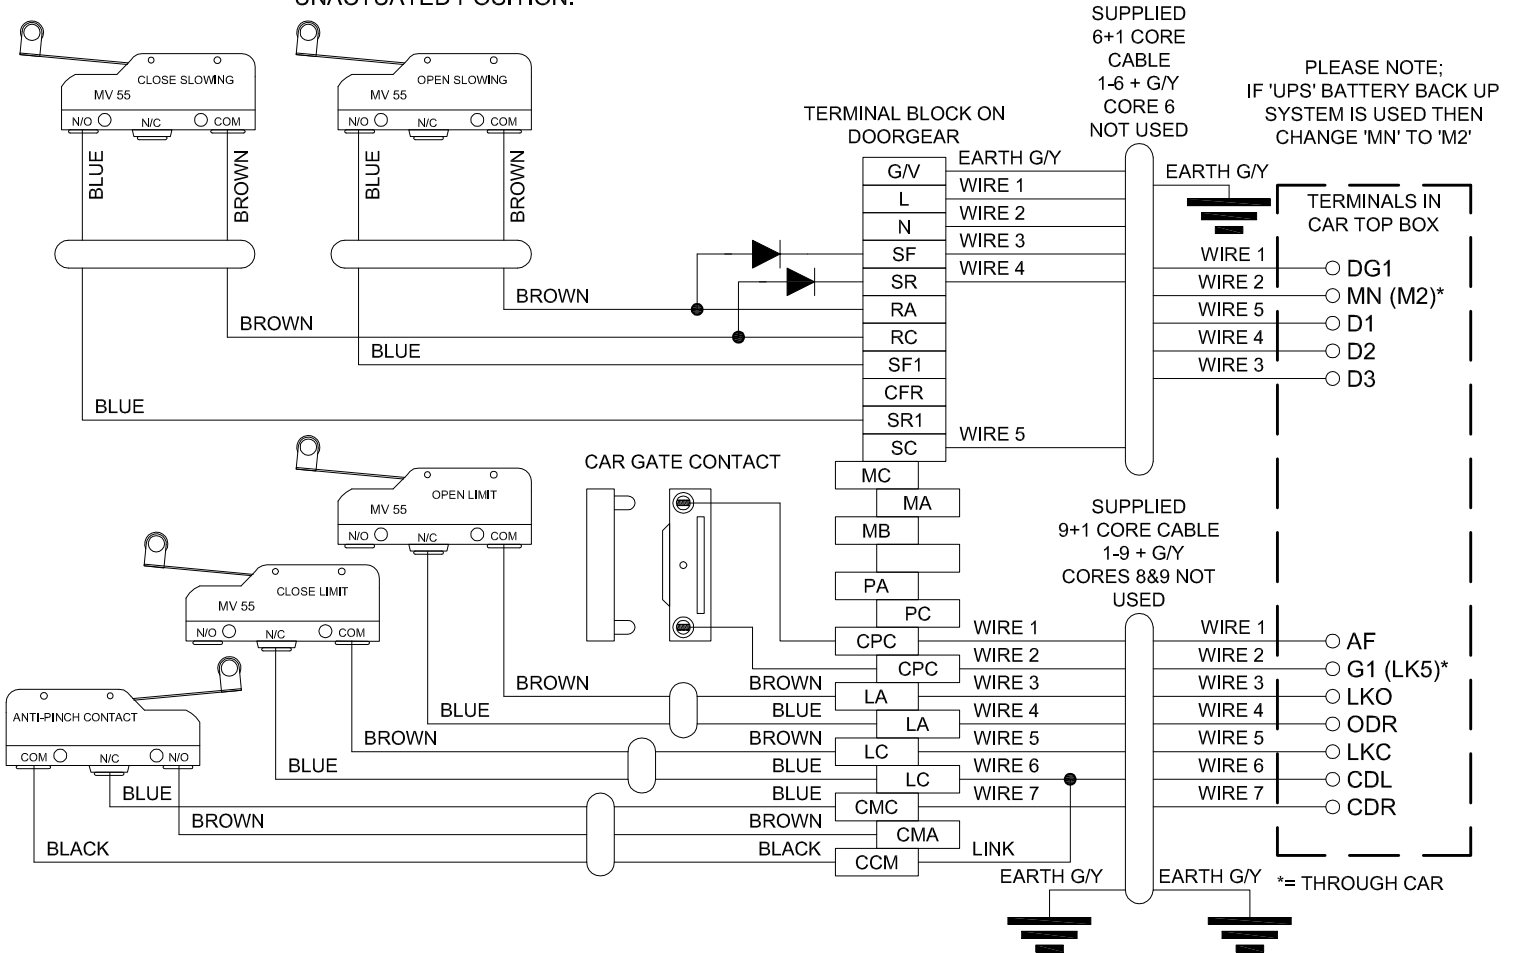 UNACTUATED POSITION.
CLOSE SLOWING
MV 55
N/O
N/C
COM
BLUE
BROWN
OPEN SLOWING
MV 55
N/O
N/C
COM
BLUE
BROWN
BROWN
BROWN
BLUE
BLUE
TERMINAL BLOCK ON
DOORGEAR
G/V
L
N
SF
SR
RA
RC
SF1
CFR
SR1
SC
MC
MA
MB
PA
PC
CPC
CPC
LA
LA
LC
LC
CMC
CMA
CCM
EARTH G/Y
WIRE 1
WIRE 2
WIRE 3
WIRE 4
WIRE 5
SUPPLIED
6+1 CORE
CABLE
1-6 + G/Y
CORE 6
NOT USED
PLEASE NOTE;
IF 'UPS' BATTERY BACK UP
SYSTEM IS USED THEN
CHANGE 'MN' TO 'M2'
EARTH G/Y
TERMINALS IN
CAR TOP BOX
WIRE 1
DG1
WIRE 2
MN (M2)*
WIRE 5
D1
WIRE 4
D2
WIRE 3
D3
OPEN LIMIT
MV 55
N/O
N/C
COM
CAR GATE CONTACT
CLOSE LIMIT
MV 55
N/O
N/C
COM
ANTI-PINCH CONTACT
COM
N/C
N/O
BROWN
BROWN
BLUE
BLUE
BROWN
BROWN
BLUE
BLUE
BLUE
BLUE
BROWN
BROWN
BLACK
BLACK
SUPPLIED
9+1 CORE CABLE
1-9 + G/Y
CORES 8&9 NOT
USED
WIRE 1
WIRE 1
AF
WIRE 2
WIRE 2
G1 (LK5)*
WIRE 3
WIRE 3
LKO
WIRE 4
WIRE 4
ODR
WIRE 5
WIRE 5
LKC
WIRE 6
WIRE 6
CDL
WIRE 7
WIRE 7
CDR
LINK
EARTH G/Y
EARTH G/Y
*= THROUGH CAR